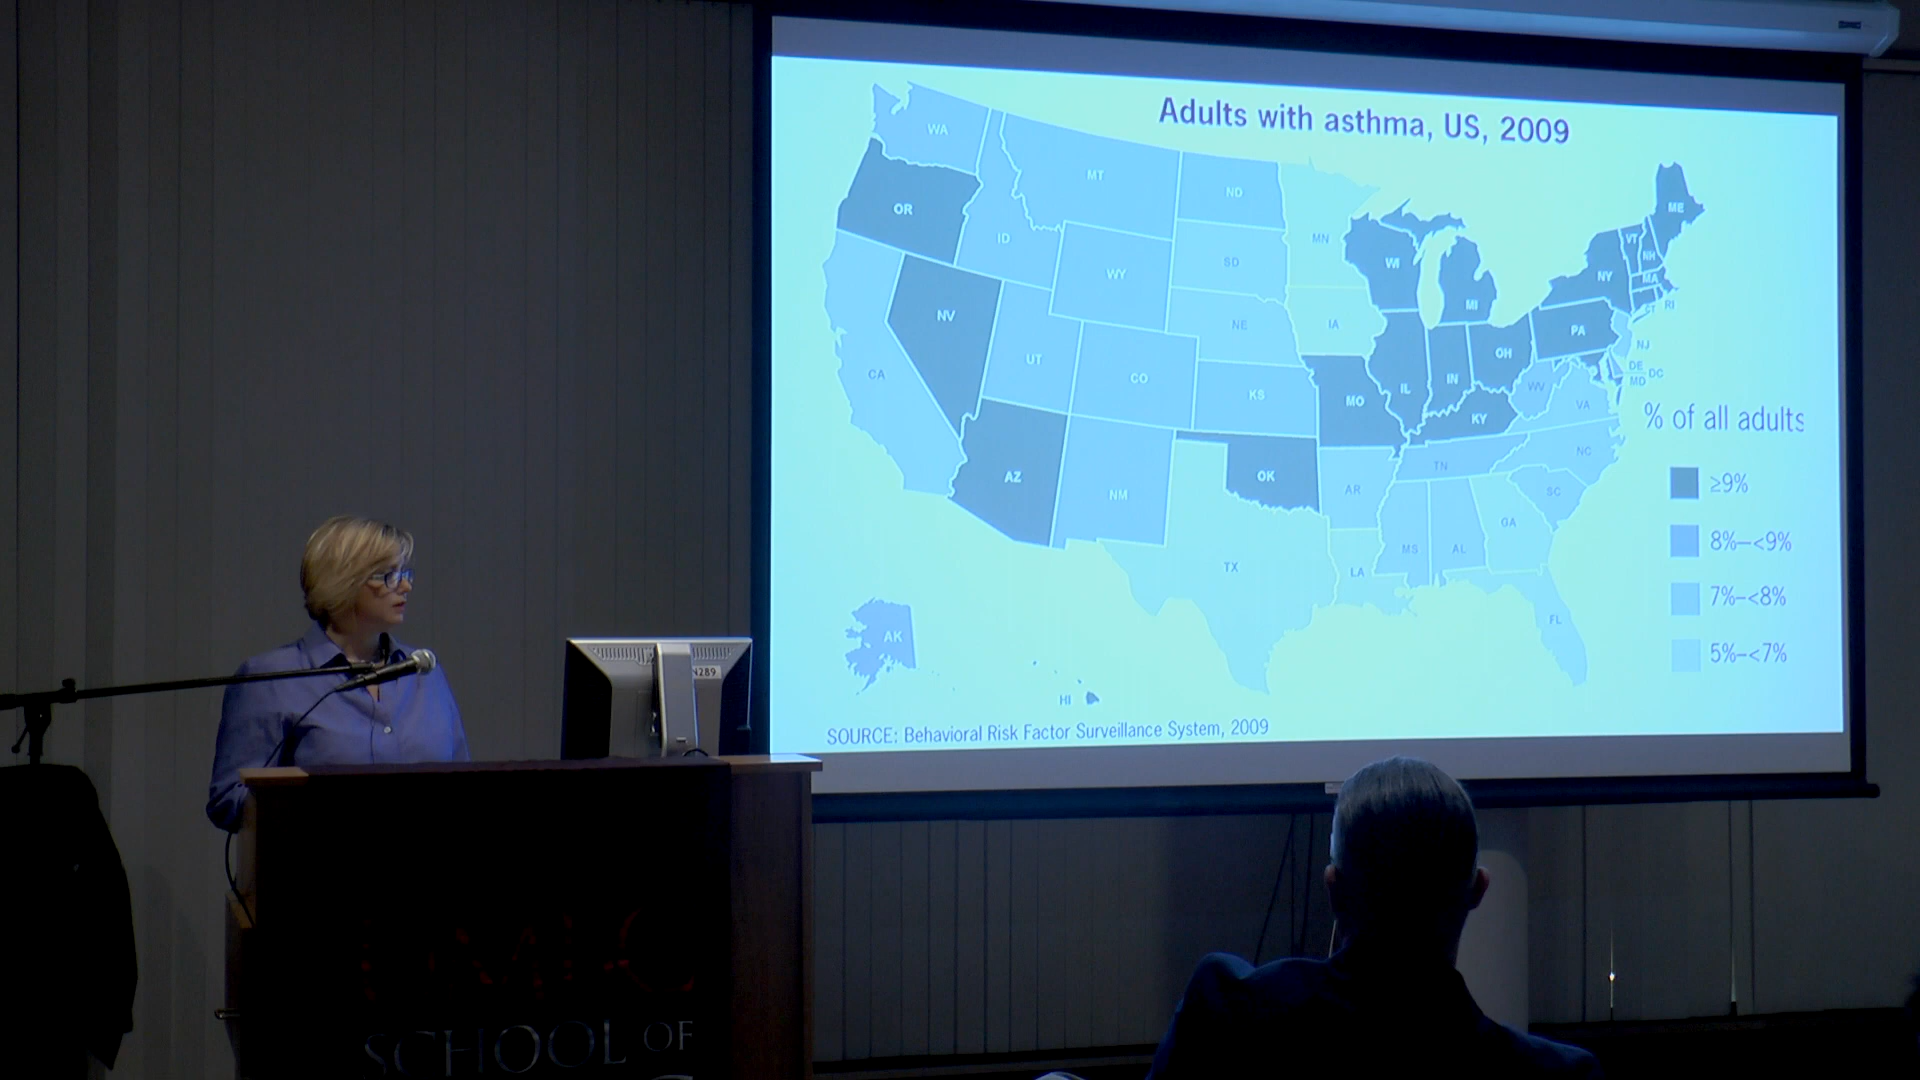 Adults with asthma, US, 2009
WA
MT
ND
OR
ID
MN
ME
VT
WY
SD
WI
NH
NY
MA
MI
RI
CT
NV
NE
IA
PA
NJ
UT
OH
DE
DC
MD
CA
CO
KS
MO
IL
IN
WV
VA
KY
% of all adults
AZ
NM
OK
AR
TN
NC
SC
≥9%
GA
MS
AL
8%–<9%
TX
LA
7%–<8%
FL
AK
5%–<7%
HI
SOURCE: Behavioral Risk Factor Surveillance System, 2009
SCHOOL OF